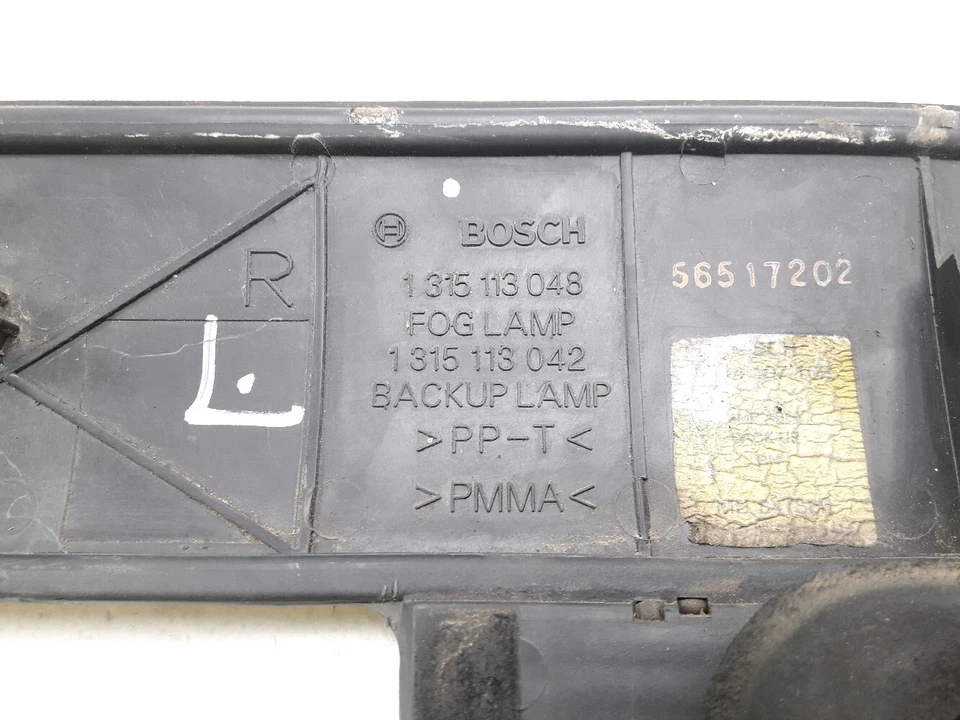 BOSCH
1 315 113 048
FOG LAMP
1 315 113 042
BACKUP LAMP
>PP-T<
>PMMA<
R
L
56517202